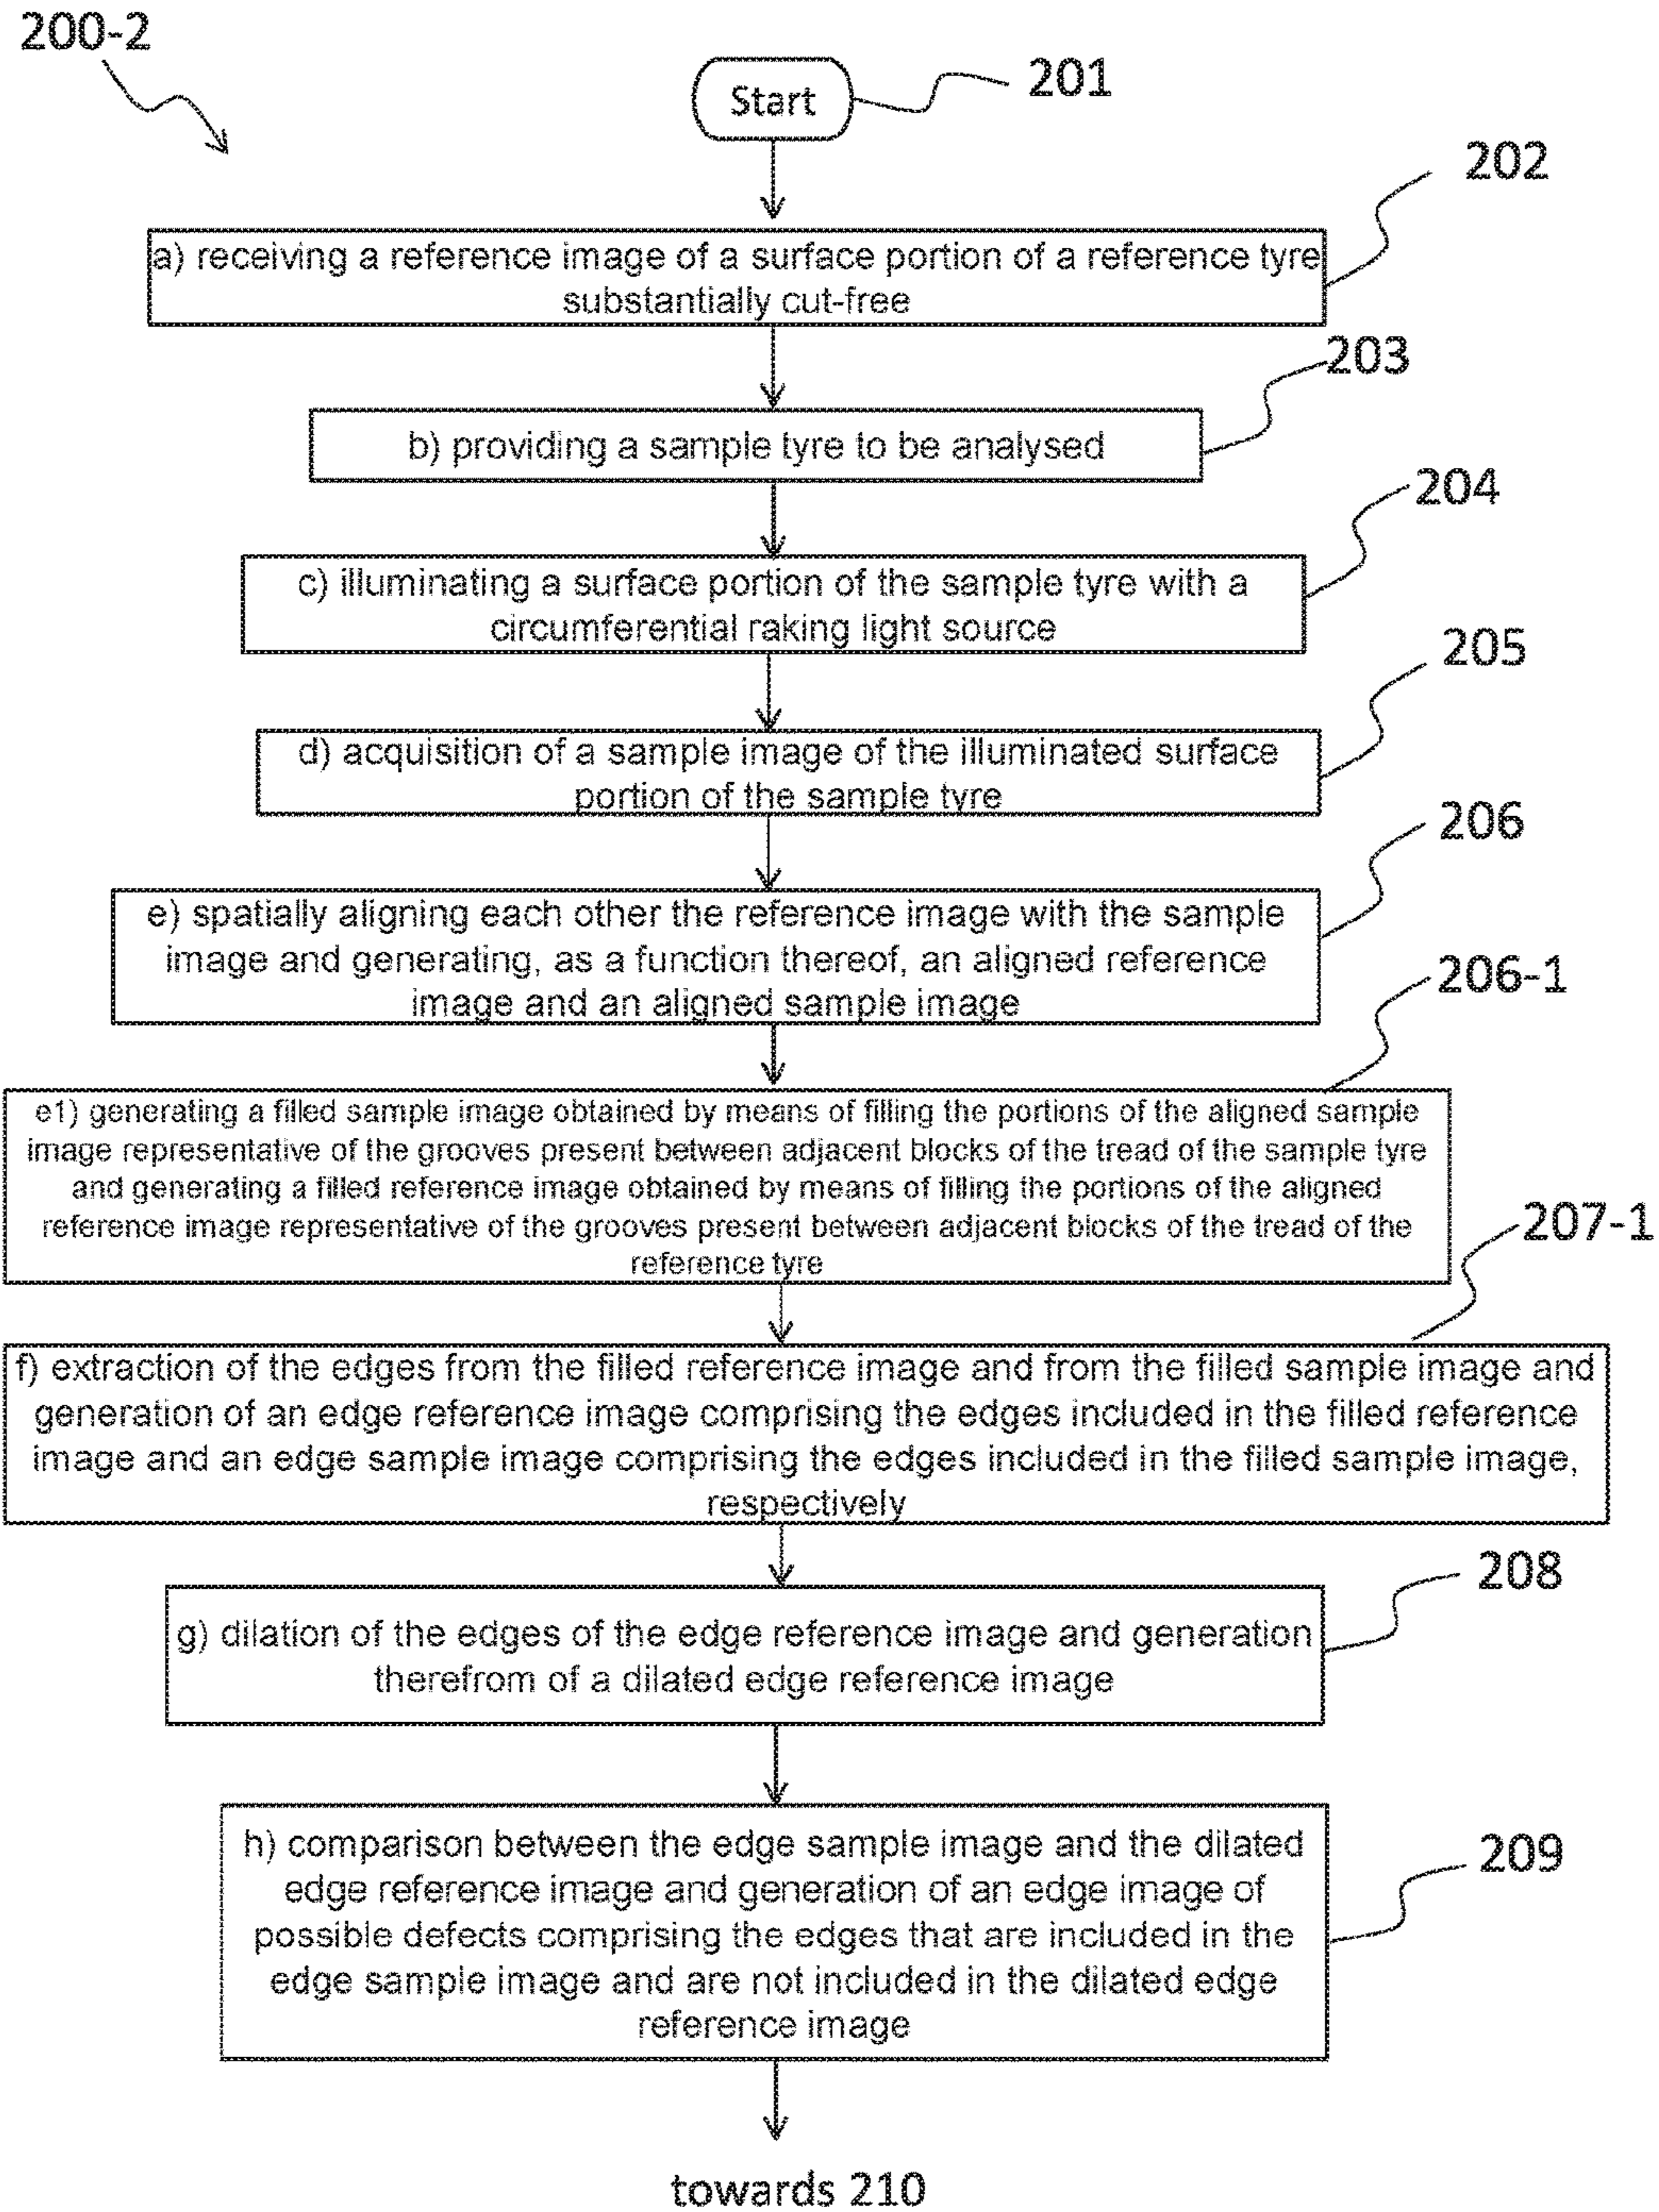 200-2
Start
201
202
a) receiving a reference image of a surface portion of a reference tyre
substantially cut-free
203
b) providing a sample tyre to be analysed
204
c) illuminating a surface portion of the sample tyre with a
circumferential raking light source
205
d) acquisition of a sample image of the illuminated surface
portion of the sample tyre
206
e) spatially aligning each other the reference image with the sample
image and generating, as a function thereof, an aligned reference
image and an aligned sample image
206-1
e1) generating a filled sample image obtained by means of filling the portions of the aligned sample
image representative of the grooves present between adjacent blocks of the tread of the sample tyre
and generating a filled reference image obtained by means of filling the portions of the aligned
reference image representative of the grooves present between adjacent blocks of the tread of the
reference tyre
207-1
f) extraction of the edges from the filled reference image and from the filled sample image and
generation of an edge reference image comprising the edges included in the filled reference
image and an edge sample image comprising the edges included in the filled sample image,
respectively
208
g) dilation of the edges of the edge reference image and generation
therefrom of a dilated edge reference image
209
h) comparison between the edge sample image and the dilated
edge reference image and generation of an edge image of
possible defects comprising the edges that are included in the
edge sample image and are not included in the dilated edge
reference image
towards 210